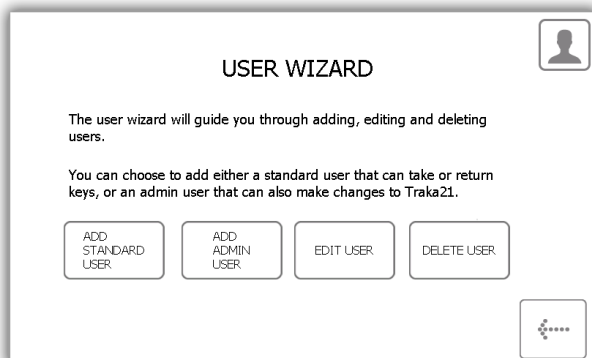 USER WIZARD
The user wizard will guide you through adding, editing and deleting
users.
You can choose to add either a standard user that can take or return
keys, or an admin user that can also make changes to Traka21.
ADD
STANDARD
USER
ADD
ADMIN
USER
EDIT USER
DELETE USER